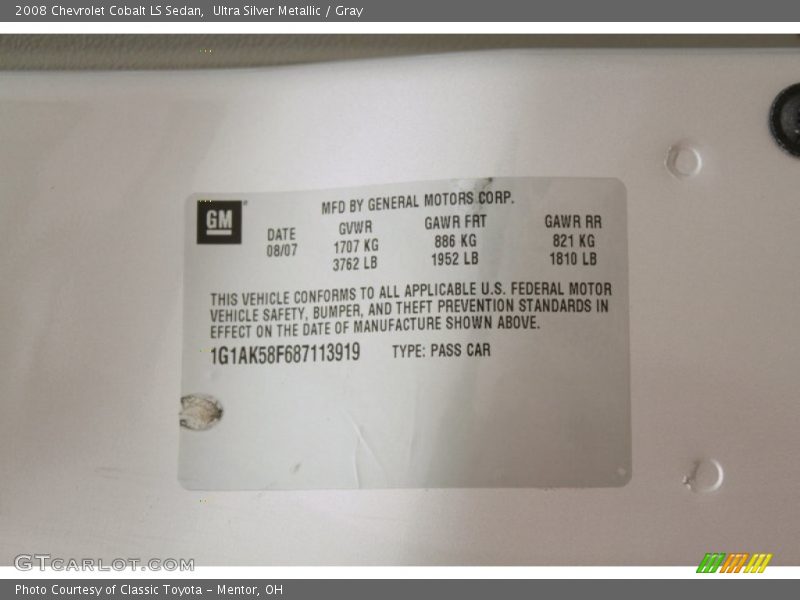 2008 Chevrolet Cobalt LS Sedan,  Ultra Silver Metallic / Gray
GM
MFD BY GENERAL MOTORS CORP.
DATE GVWR GAWR FRT GAWR RR
08/07 1707 KG 886 KG 821 KG
3762 LB 1952 LB 1810 LB
THIS VEHICLE CONFORMS TO ALL APPLICABLE U.S. FEDERAL MOTOR
VEHICLE SAFETY, BUMPER, AND THEFT PREVENTION STANDARDS IN
EFFECT ON THE DATE OF MANUFACTURE SHOWN ABOVE.
1G1AK58F687113919 TYPE: PASS CAR
GTCARLOT.COM
Photo Courtesy of Classic Toyota - Mentor, OH